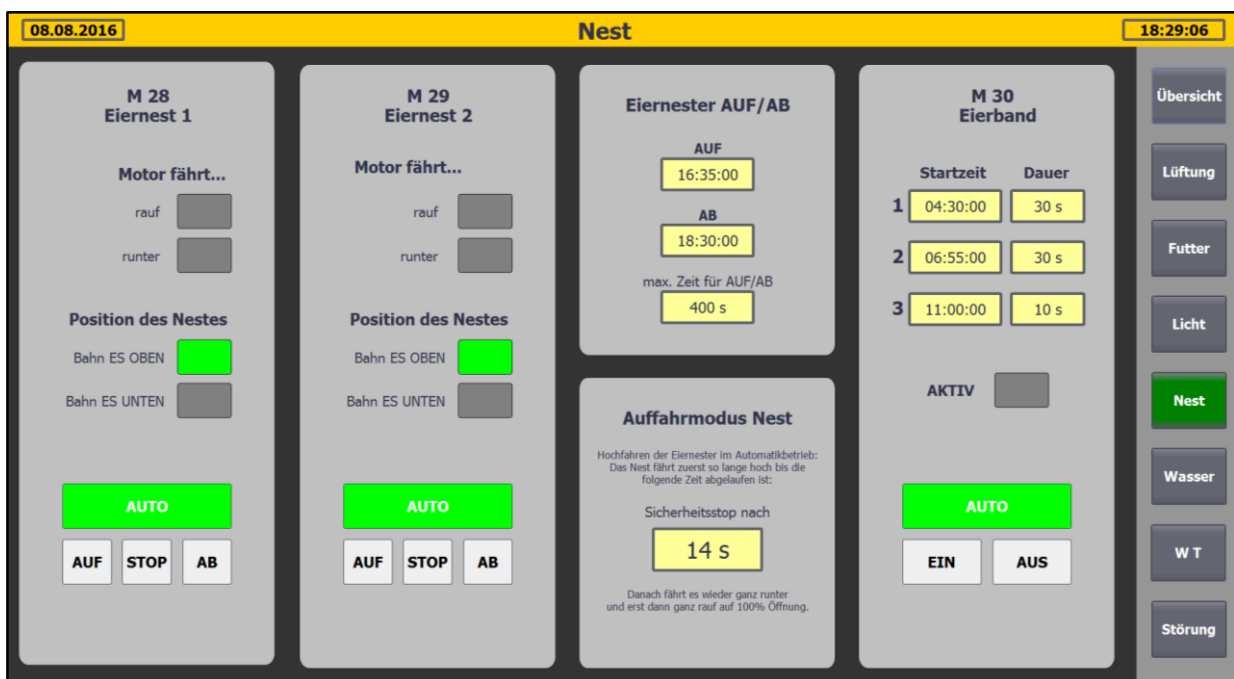 08.08.2016
Nest
18:29:06
M 28
Eiernest 1
Motor fährt...
rauf
runter
Position des Nestes
Bahn ES OBEN
Bahn ES UNTEN
AUTO
AUF STOP AB
M 29
Eiernest 2
Motor fährt...
rauf
runter
Position des Nestes
Bahn ES OBEN
Bahn ES UNTEN
AUTO
AUF STOP AB
Eiernester AUF/AB
AUF
16:35:00
AB
18:30:00
max. Zeit für AUF/AB
400 s
Auffahrmodus Nest
Hochfahren der Eiernester im Automatikbetrieb:
Das Nest fährt zuerst so lange hoch bis die
folgende Zeit abgelaufen ist:
Sicherheitsstop nach
14 s
Danach fährt es wieder ganz runter
und erst dann ganz rauf auf 100% Öffnung.
M 30
Eierband
Startzeit Dauer
1 04:30:00 30 s
2 06:55:00 30 s
3 11:00:00 10 s
AKTIV
AUTO
EIN AUS
Übersicht
Lüftung
Futter
Licht
Nest
Wasser
W T
Störung